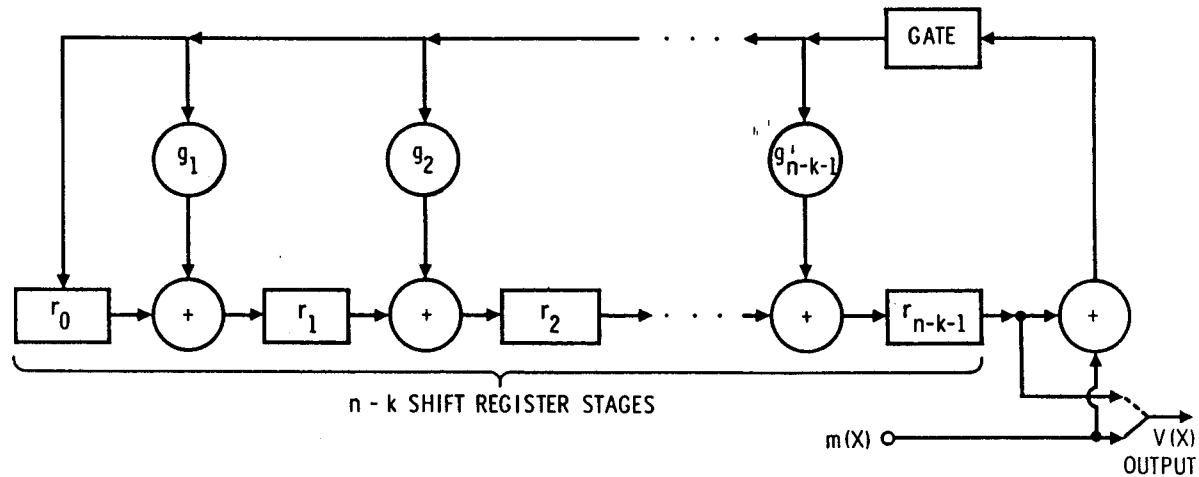 GATE
. . .
g₁
g₂
g'ₙ₋ₖ₋₁
r₀
+
r₁
+
r₂
. . .
+
rₙ₋ₖ₋₁
+
n - k SHIFT REGISTER STAGES
m(X)
V(X)
OUTPUT